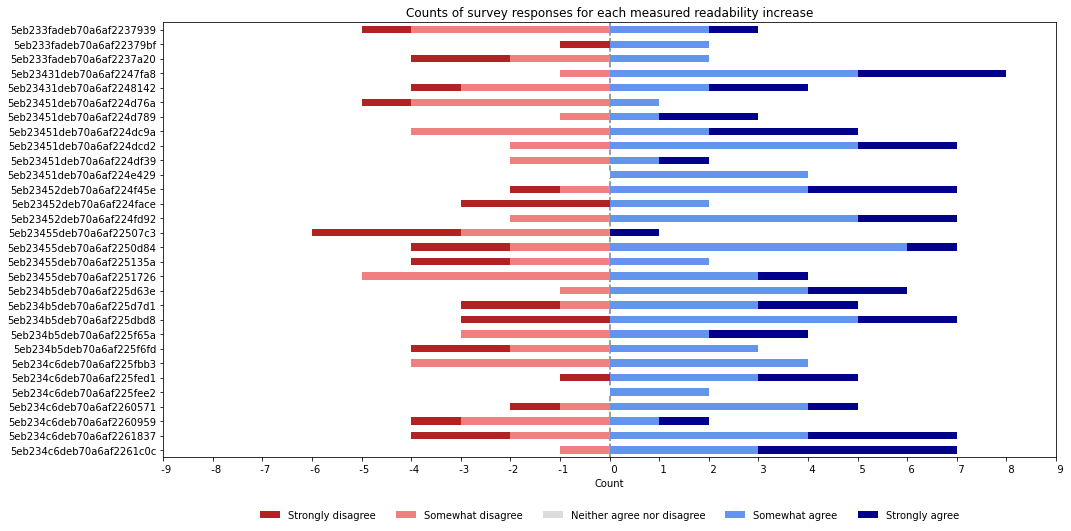 Counts of survey responses for each measured readability increase
5eb233fadeb70a6af2237939
5eb233fadeb70a6af22379bf
5eb233fadeb70a6af2237a20
5eb23431deb70a6af2247fa8
5eb23431deb70a6af2248142
5eb23451deb70a6af224d76a
5eb23451deb70a6af224d789
5eb23451deb70a6af224dc9a
5eb23451deb70a6af224dcd2
5eb23451deb70a6af224df39
5eb23451deb70a6af224e429
5eb23452deb70a6af224f45e
5eb23452deb70a6af224face
5eb23452deb70a6af224fd92
5eb23455deb70a6af22507c3
5eb23455deb70a6af2250d84
5eb23455deb70a6af225135a
5eb23455deb70a6af2251726
5eb234b5deb70a6af225d63e
5eb234b5deb70a6af225d7d1
5eb234b5deb70a6af225dbd8
5eb234b5deb70a6af225f65a
5eb234b5deb70a6af225f6fd
5eb234c6deb70a6af225fbb3
5eb234c6deb70a6af225fed1
5eb234c6deb70a6af225fee2
5eb234c6deb70a6af2260571
5eb234c6deb70a6af2260959
5eb234c6deb70a6af2261837
5eb234c6deb70a6af2261c0c
-9 -8 -7 -6 -5 -4 -3 -2 -1 0 1 2 3 4 5 6 7 8 9
Count
Strongly disagree Somewhat disagree Neither agree nor disagree Somewhat agree Strongly agree